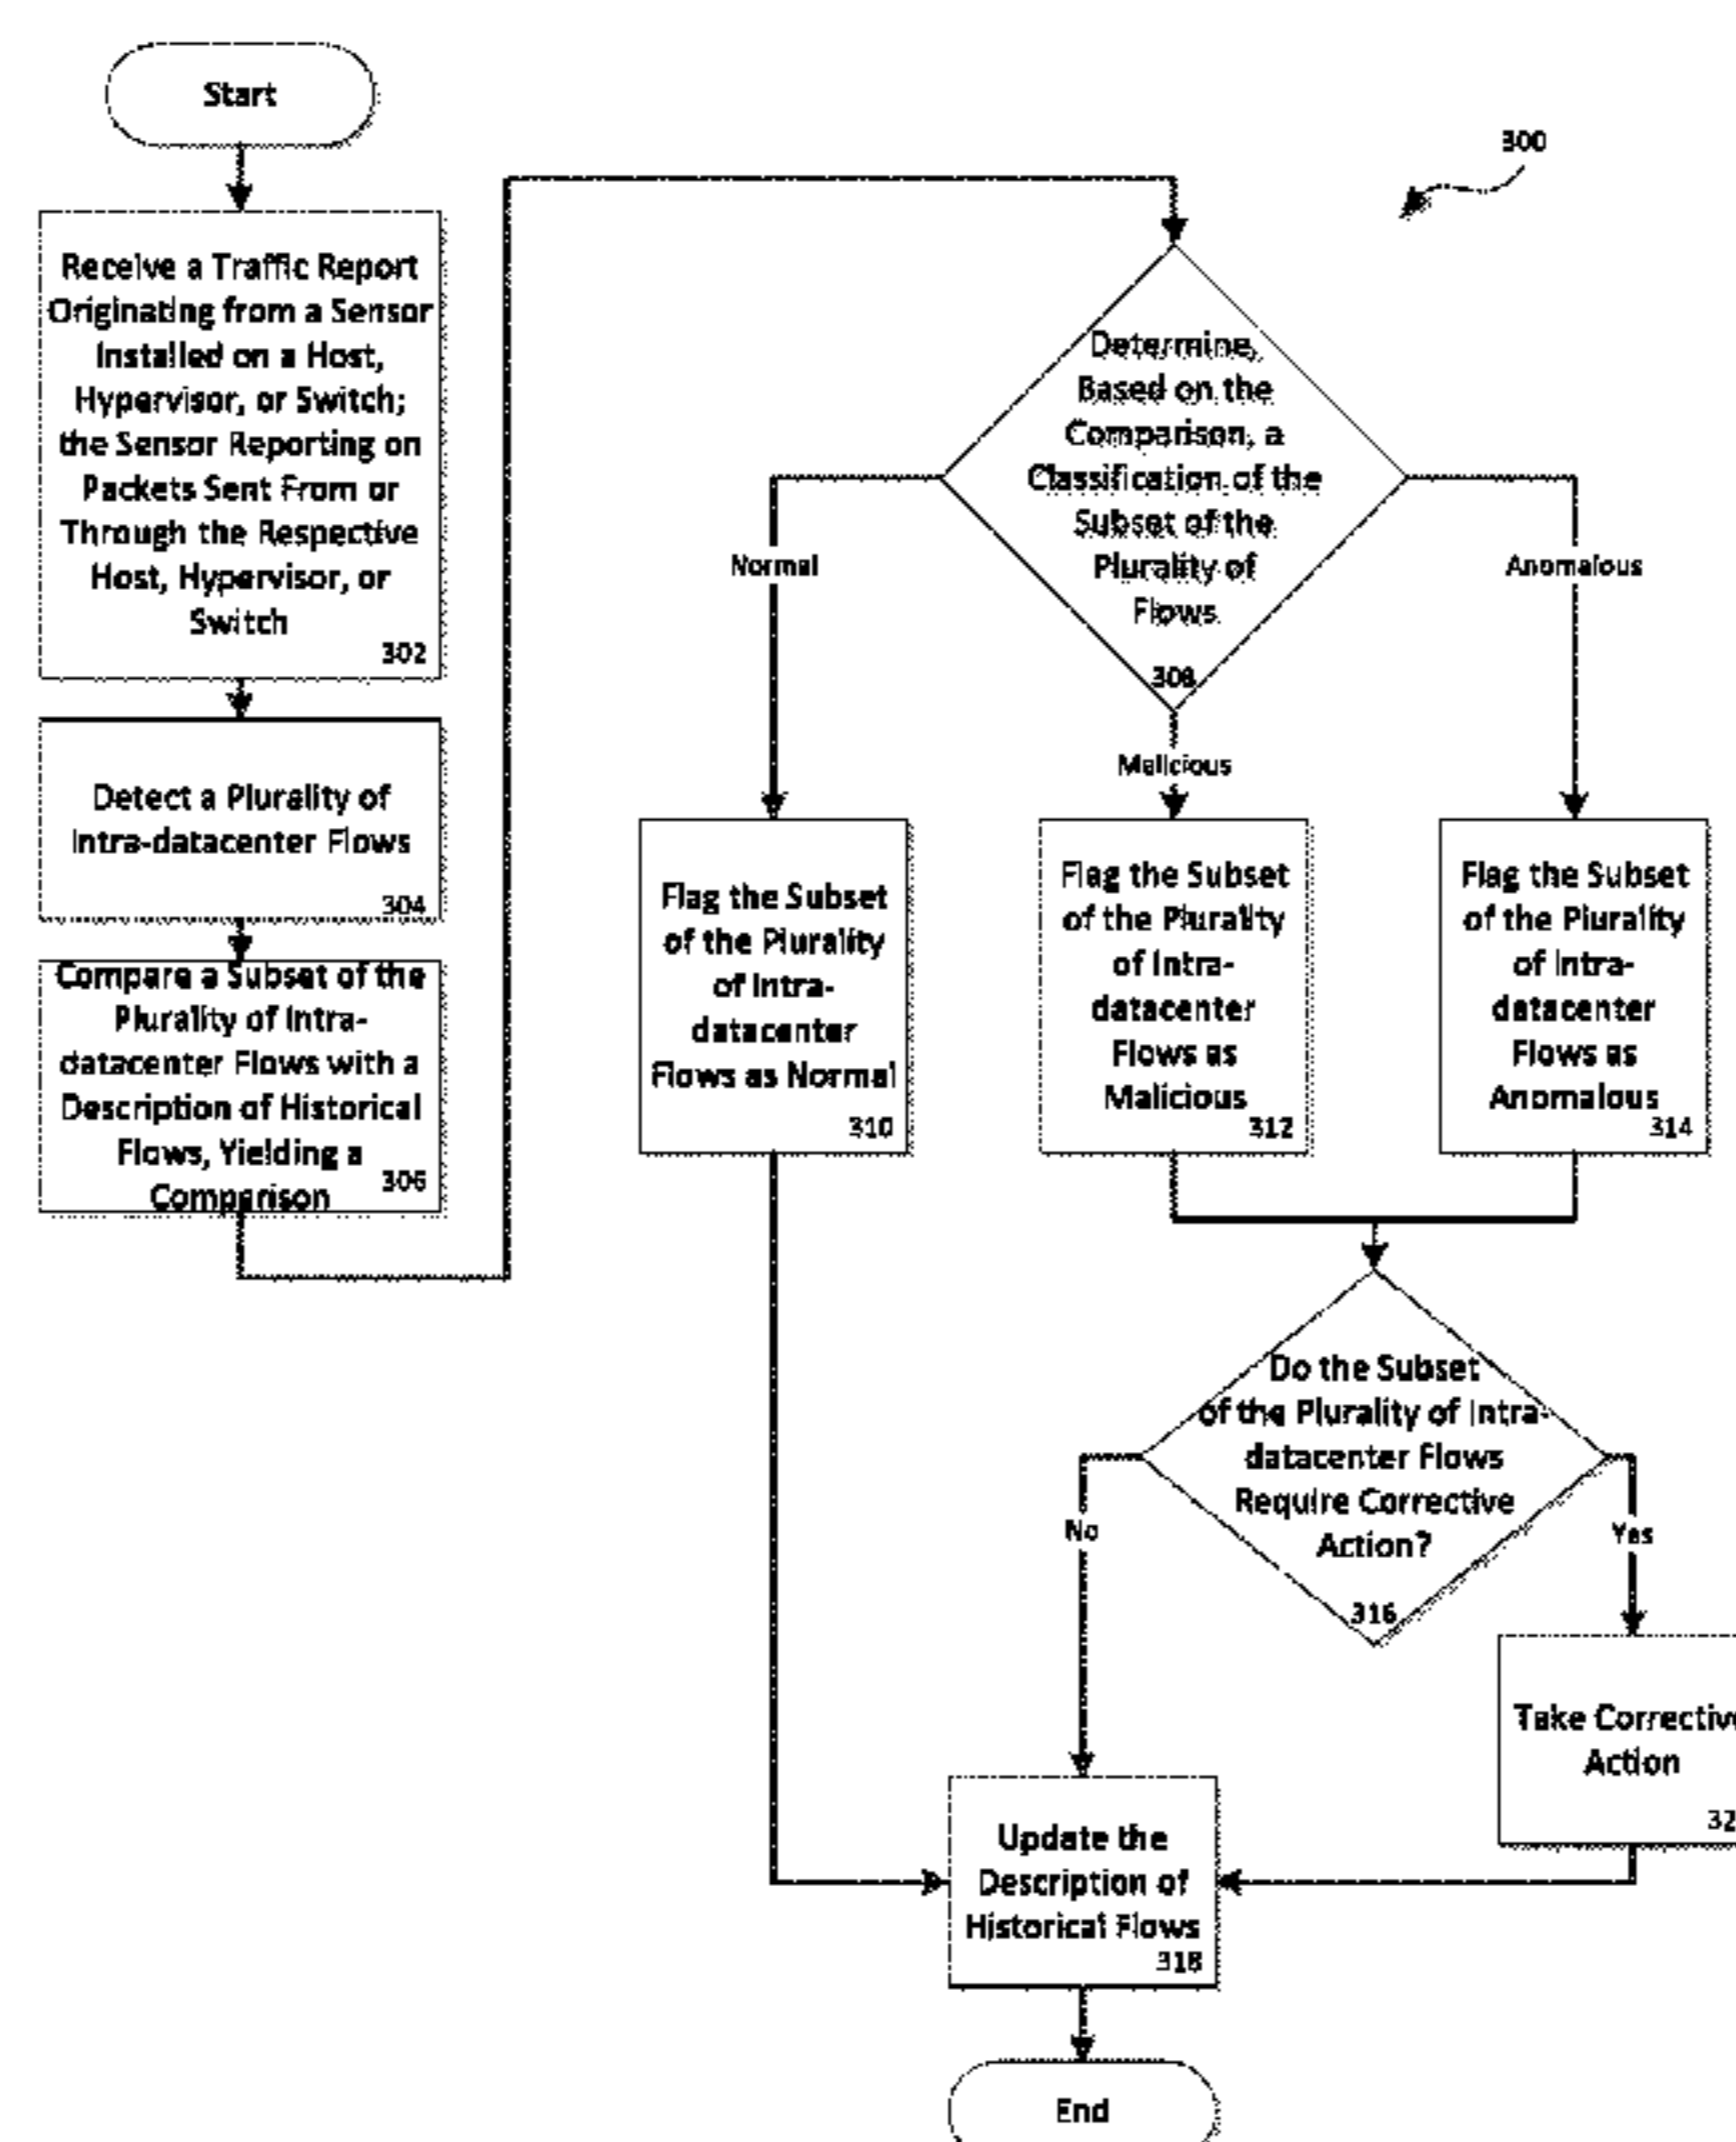 Start
300
Receive a Traffic Report
Originating from a Sensor
Installed on a Host,
Hypervisor, or Switch;
the Sensor Reporting on
Packets Sent From or
Through the Respective
Host, Hypervisor, or
Switch
302
Detect a Plurality of
Intra-datacenter Flows
304
Compare a Subset of the
Plurality of Intra-
datacenter Flows with a
Description of Historical
Flows, Yielding a
Comparison
306
Determine,
Based on the
Comparison, a
Classification of the
Subset of the
Plurality of
Flows
308
Normal
Malicious
Anomalous
Flag the Subset
of the Plurality
of Intra-
datacenter
Flows as Normal
310
Flag the Subset
of the Plurality
of Intra-
datacenter
Flows as
Malicious
312
Flag the Subset
of the Plurality
of Intra-
datacenter
Flows as
Anomalous
314
Do the Subset
of the Plurality of Intra-
datacenter Flows
Require Corrective
Action?
316
No
Yes
Take Corrective
Action
32
Update the
Description of
Historical Flows
318
End